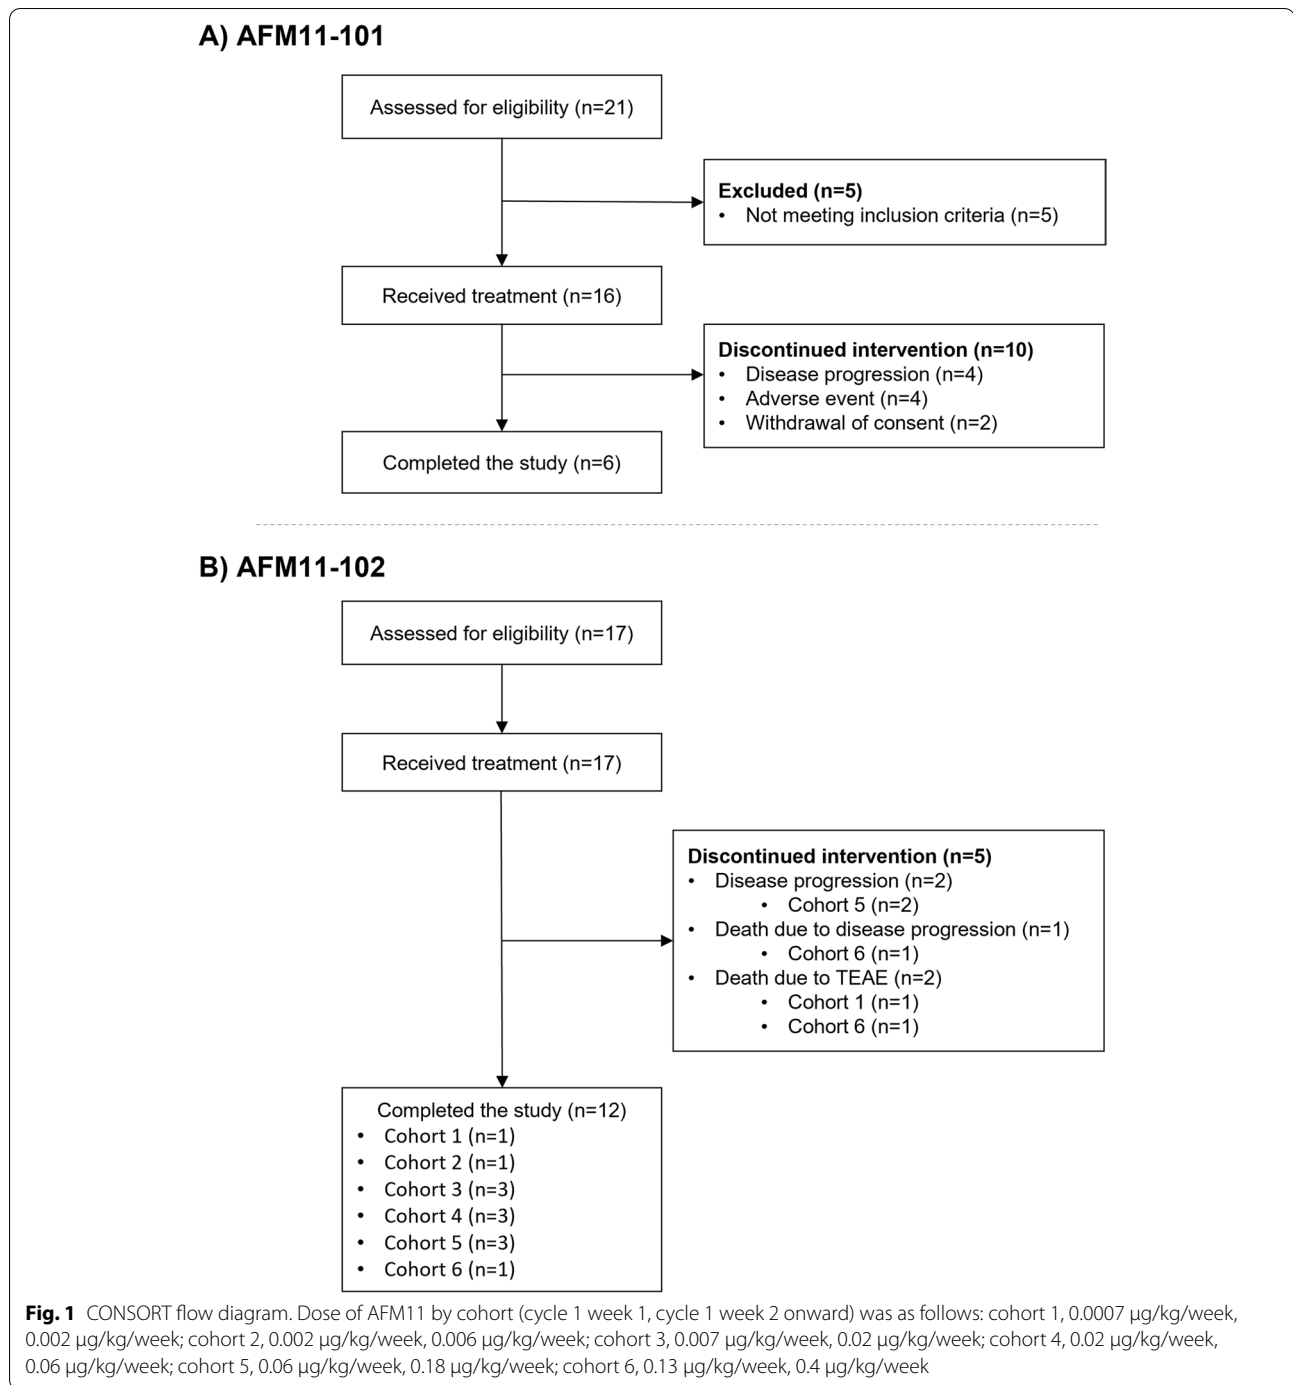 A) AFM11-101
Assessed for eligibility (n=21)
Excluded (n=5)
• Not meeting inclusion criteria (n=5)
Received treatment (n=16)
Discontinued intervention (n=10)
• Disease progression (n=4)
• Adverse event (n=4)
• Withdrawal of consent (n=2)
Completed the study (n=6)
B) AFM11-102
Assessed for eligibility (n=17)
Received treatment (n=17)
Discontinued intervention (n=5)
• Disease progression (n=2)
• Cohort 5 (n=2)
• Death due to disease progression (n=1)
• Cohort 6 (n=1)
• Death due to TEAE (n=2)
• Cohort 1 (n=1)
• Cohort 6 (n=1)
Completed the study (n=12)
• Cohort 1 (n=1)
• Cohort 2 (n=1)
• Cohort 3 (n=3)
• Cohort 4 (n=3)
• Cohort 5 (n=3)
• Cohort 6 (n=1)
Fig. 1 CONSORT flow diagram. Dose of AFM11 by cohort (cycle 1 week 1, cycle 1 week 2 onward) was as follows: cohort 1, 0.0007 µg/kg/week,
0.002 µg/kg/week; cohort 2, 0.002 µg/kg/week, 0.006 µg/kg/week; cohort 3, 0.007 µg/kg/week, 0.02 µg/kg/week; cohort 4, 0.02 µg/kg/week,
0.06 µg/kg/week; cohort 5, 0.06 µg/kg/week, 0.18 µg/kg/week; cohort 6, 0.13 µg/kg/week, 0.4 µg/kg/week